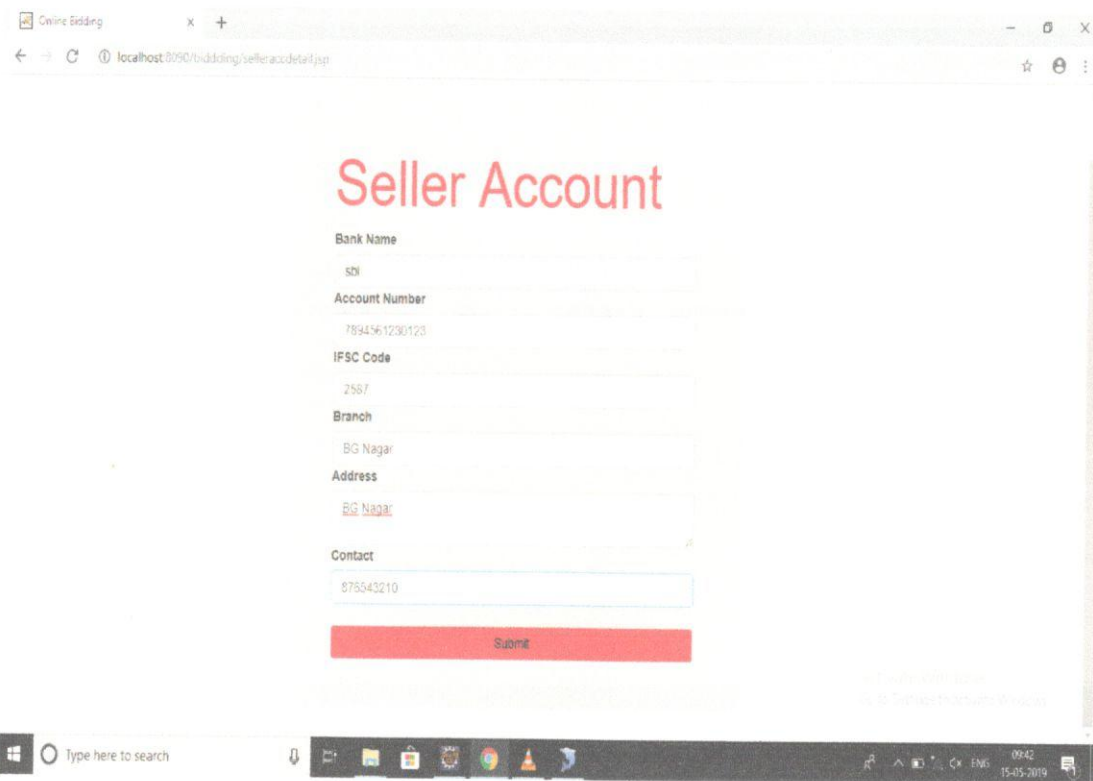 Online Bidding
localhost:8090/biddding/selleraccdetail.jsp
Seller Account
Bank Name
sbi
Account Number
7894561230123
IFSC Code
2567
Branch
BG Nagar
Address
BG Nagar
Contact
876543210
Submit
Type here to search
ENG
09:42
15-05-2019